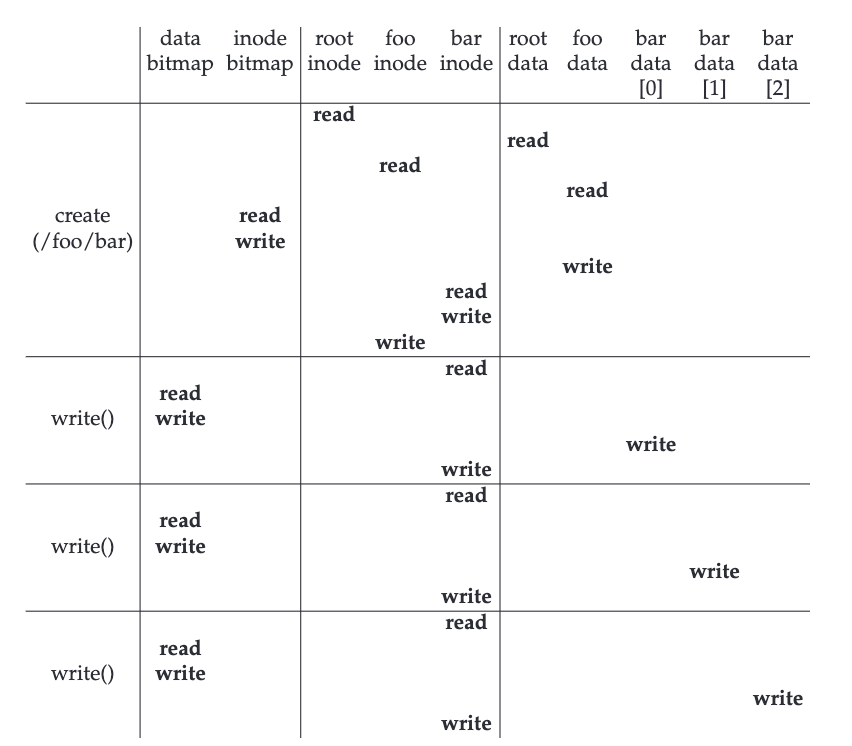 data inode root foo bar root foo bar bar bar
bitmap bitmap inode inode inode data data data data data
[0] [1] [2]
read
read
read
read
create read
(/foo/bar) write
write
read
write
write
read
read
write() write
write
write
read
read
write() write
write
write
read
read
write() write
write
write